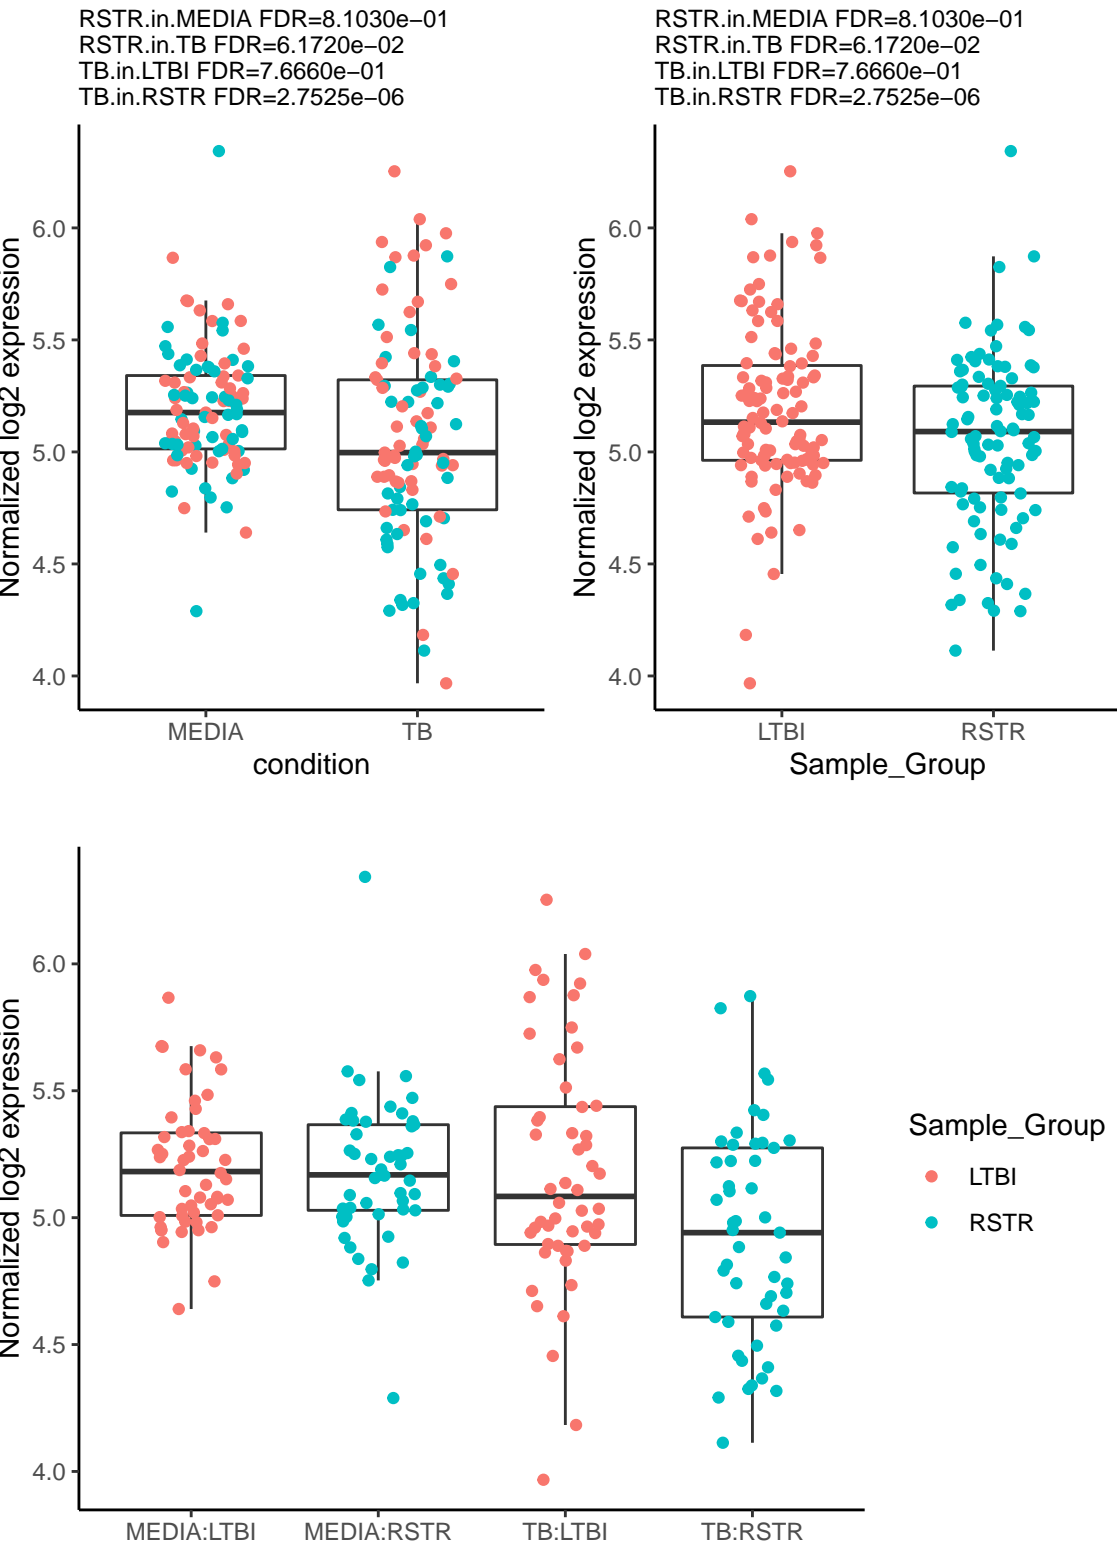 RSTR.in.MEDIA FDR=8.1030e−01
RSTR.in.TB FDR=6.1720e−02
TB.in.LTBI FDR=7.6660e−01
TB.in.RSTR FDR=2.7525e−06
Normalized log2 expression
6.0
5.5
5.0
4.5
4.0
MEDIA TB
condition
RSTR.in.MEDIA FDR=8.1030e−01
RSTR.in.TB FDR=6.1720e−02
TB.in.LTBI FDR=7.6660e−01
TB.in.RSTR FDR=2.7525e−06
Normalized log2 expression
6.0
5.5
5.0
4.5
4.0
LTBI RSTR
Sample_Group
Normalized log2 expression
6.0
5.5
5.0
4.5
4.0
MEDIA:LTBI MEDIA:RSTR TB:LTBI TB:RSTR
Sample_Group
LTBI
RSTR